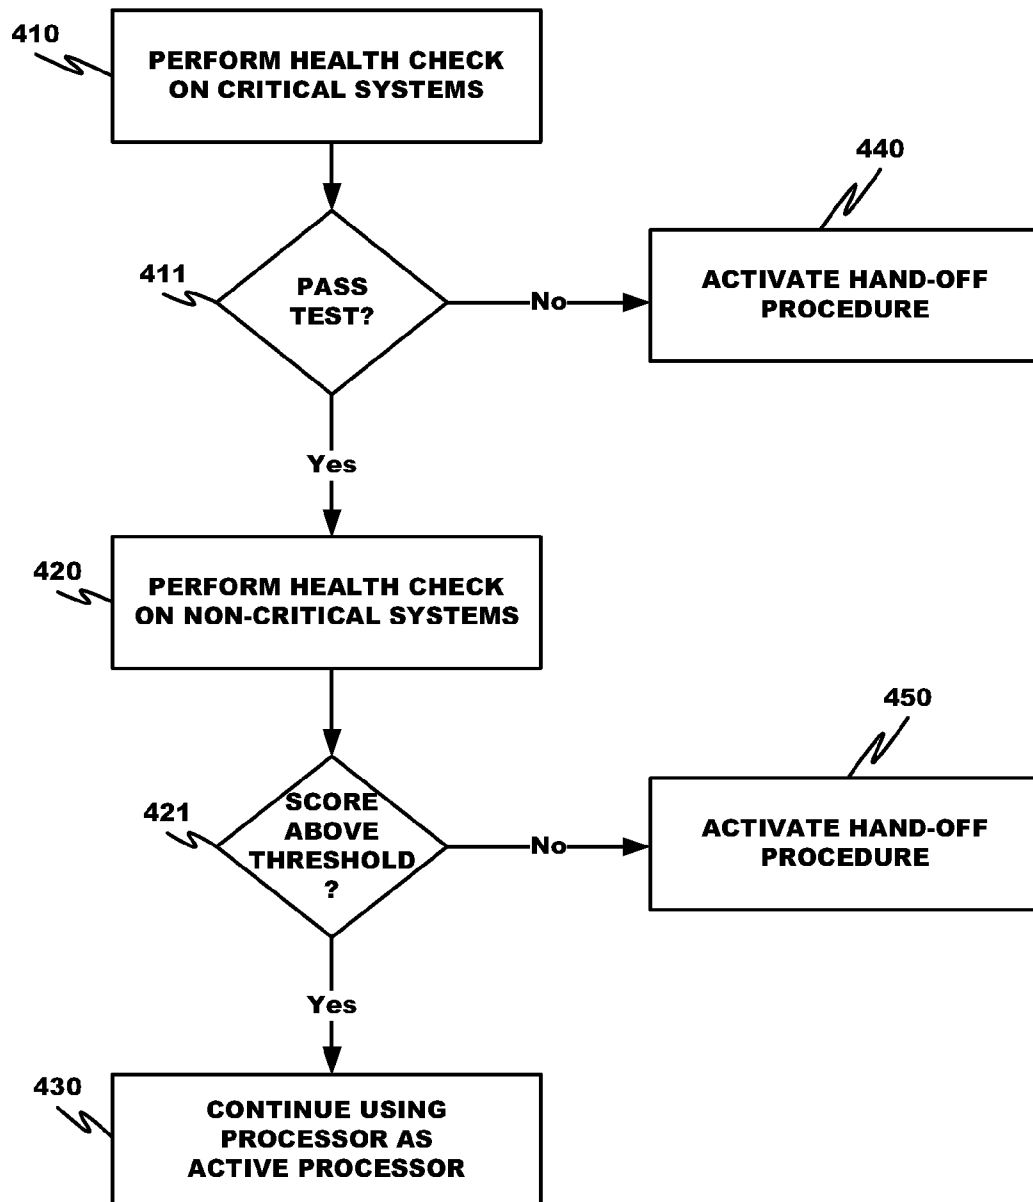 410
PERFORM HEALTH CHECK
ON CRITICAL SYSTEMS
440
411
PASS
TEST?
No
ACTIVATE HAND-OFF
PROCEDURE
Yes
420
PERFORM HEALTH CHECK
ON NON-CRITICAL SYSTEMS
450
421
SCORE
ABOVE
THRESHOLD
?
No
ACTIVATE HAND-OFF
PROCEDURE
Yes
430
CONTINUE USING
PROCESSOR AS
ACTIVE PROCESSOR